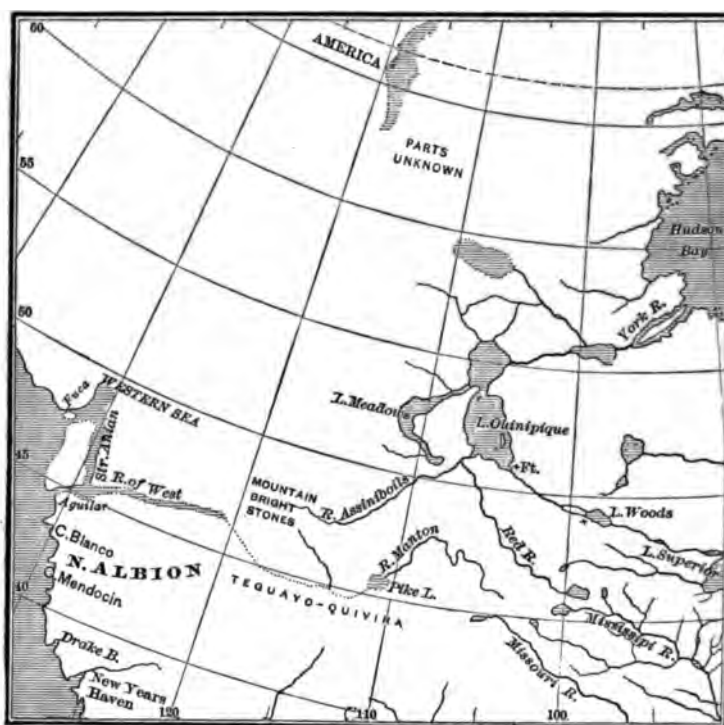 60
AMERICA
PARTS
UNKNOWN
Hudson
Bay
55
York R.
50
Fuca
WESTERN SEA
L. Meadows
L. Ouinipique
Str. Anian
Ft.
45
R. of West
MOUNTAIN
BRIGHT
STONES
R. Assiniboils
Aguilar
L. Woods
C. Blanco
Red R.
R. Manton
L. Superior
N. ALBION
C. Mendocin
TEGUAYO-QUIVIRA
Pike L.
40
Mississipi R.
Drake B.
Missouri R.
New Years
Haven
120
110
100